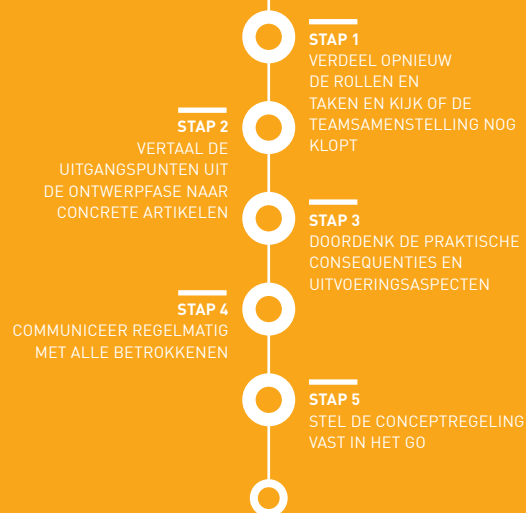 STAP 1
VERDEEL OPNIEUW
DE ROLLEN EN
TAKEN EN KIJK OF DE
TEAMSAMENSTELLING NOG
KLOPT
STAP 2
VERTAAL DE
UITGANGSPUNTEN UIT
DE ONTWERPFASE NAAR
CONCRETE ARTIKELEN
STAP 3
DOORDENK DE PRAKTISCHE
CONSEQUENTIES EN
UITVOERINGSASPECTEN
STAP 4
COMMUNICEER REGELMATIG
MET ALLE BETROKKENEN
STAP 5
STEL DE CONCEPTREGELING
VAST IN HET GO